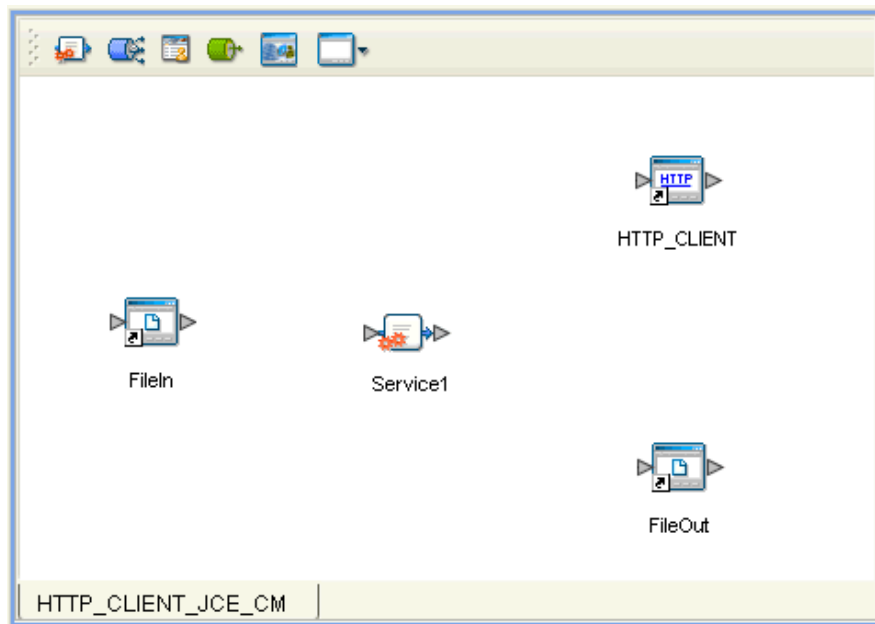 HTTP
HTTP_CLIENT
FileIn
Service1
FileOut
HTTP_CLIENT_JCE_CM